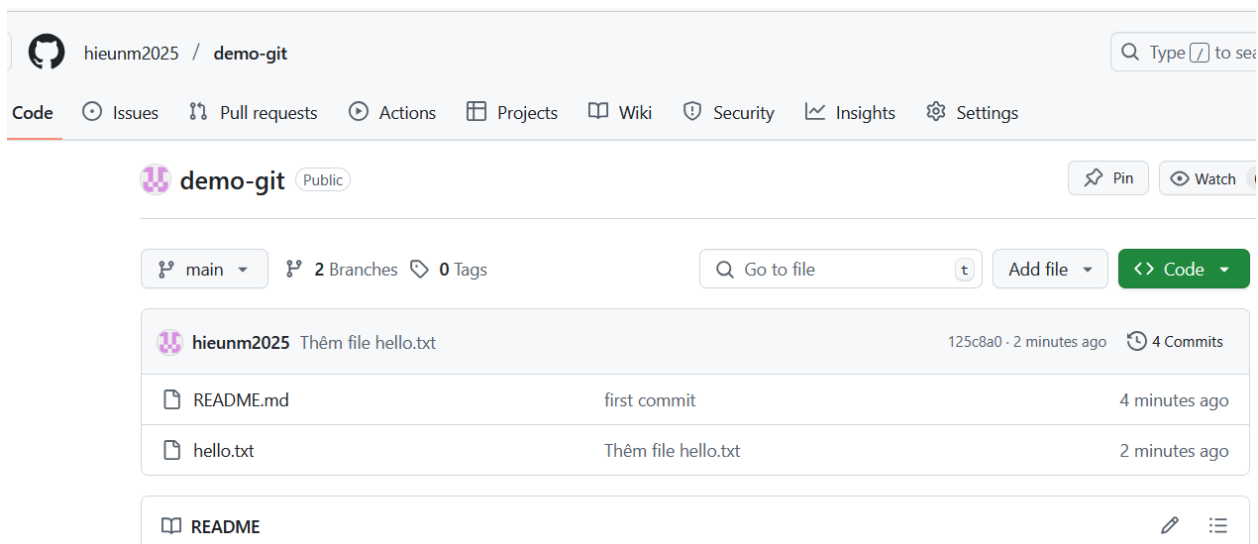 hieunm2025 / demo-git
Type / to sea
Code Issues Pull requests Actions Projects Wiki Security Insights Settings
demo-git Public Pin Watch
main 2 Branches 0 Tags Go to file t Add file Code
hieunm2025 Thêm file hello.txt 125c8a0 · 2 minutes ago 4 Commits
README.md first commit 4 minutes ago
hello.txt Thêm file hello.txt 2 minutes ago
README